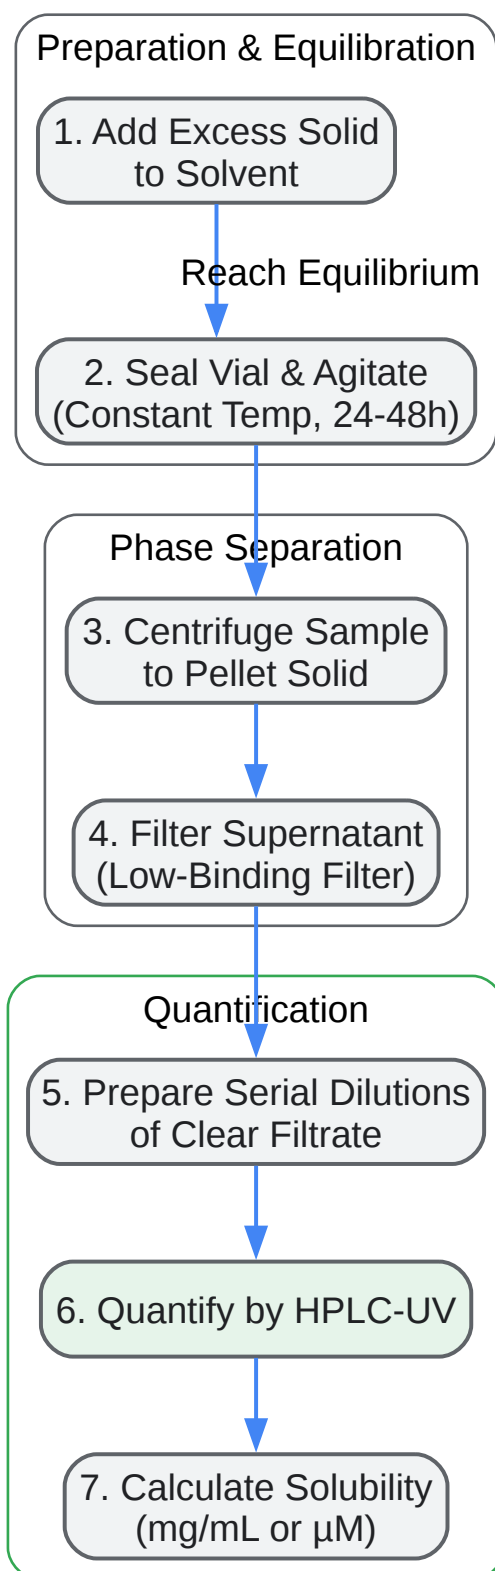 Preparation & Equilibration
1. Add Excess Solid
to Solvent
Reach Equilibrium
2. Seal Vial & Agitate
(Constant Temp, 24-48h)
Phase Separation
3. Centrifuge Sample
to Pellet Solid
4. Filter Supernatant
(Low-Binding Filter)
Quantification
5. Prepare Serial Dilutions
of Clear Filtrate
6. Quantify by HPLC-UV
7. Calculate Solubility
(mg/mL or µM)